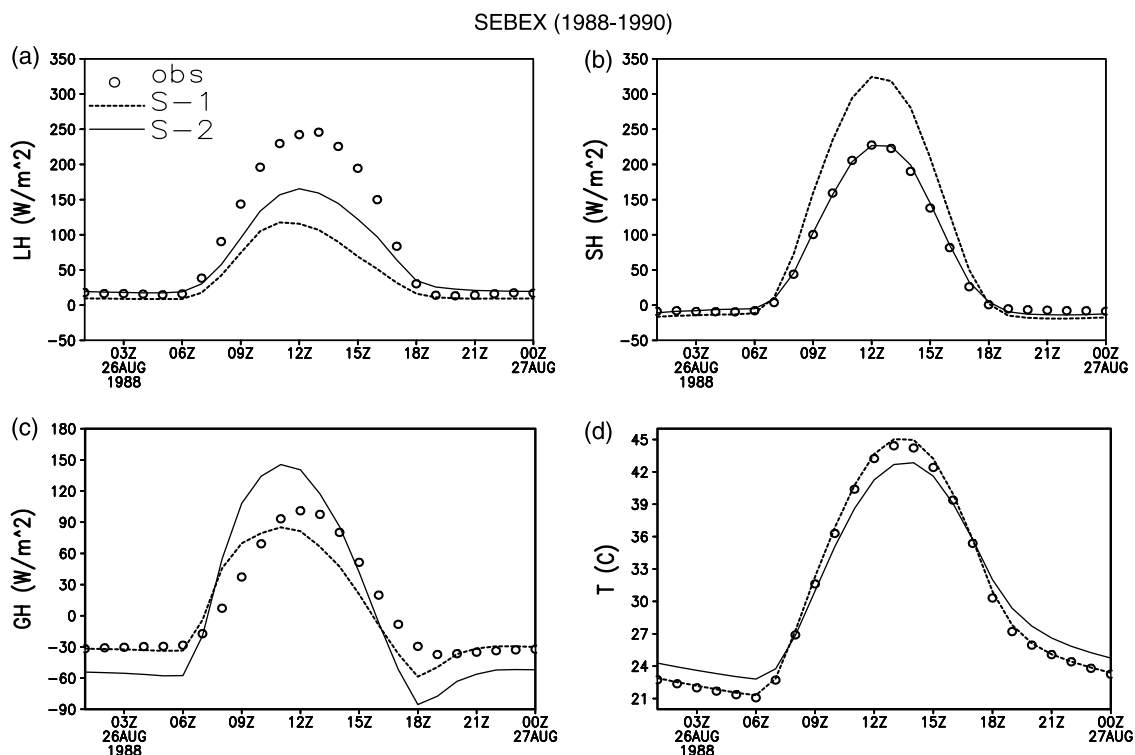 SEBEX (1988-1990)
(a)
350
300
250
200
150
100
50
0
−50
LH (W/m^2)
obs
S−1
S−2
03Z 06Z 09Z 12Z 15Z 18Z 21Z 00Z
26AUG 27AUG
1988
(b)
350
300
250
200
150
100
50
0
−50
SH (W/m^2)
03Z 06Z 09Z 12Z 15Z 18Z 21Z 00Z
26AUG 27AUG
1988
(c)
180
150
120
90
60
30
0
−30
−60
−90
GH (W/m^2)
03Z 06Z 09Z 12Z 15Z 18Z 21Z 00Z
26AUG 27AUG
1988
(d)
45
42
39
36
33
30
27
24
21
T (C)
03Z 06Z 09Z 12Z 15Z 18Z 21Z 00Z
26AUG 27AUG
1988